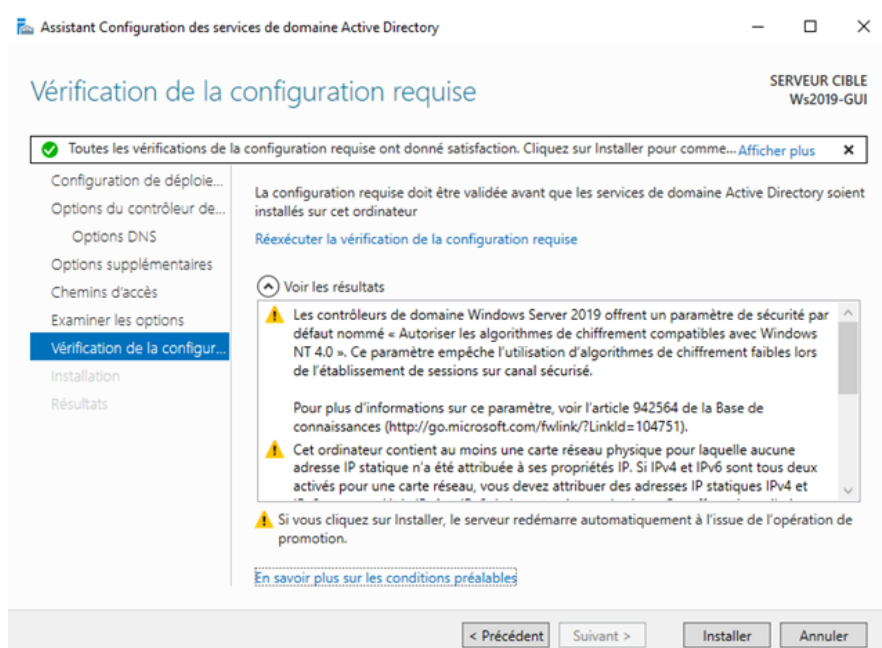 Assistant Configuration des services de domaine Active Directory
Vérification de la configuration requise
SERVEUR CIBLE
Ws2019-GUI
Toutes les vérifications de la configuration requise ont donné satisfaction. Cliquez sur Installer pour comme... Afficher plus
Configuration de déploie...
Options du contrôleur de...
Options DNS
Options supplémentaires
Chemins d'accès
Examiner les options
Vérification de la configur...
Installation
Résultats
La configuration requise doit être validée avant que les services de domaine Active Directory soient
installés sur cet ordinateur
Réexécuter la vérification de la configuration requise
Voir les résultats
Les contrôleurs de domaine Windows Server 2019 offrent un paramètre de sécurité par
défaut nommé « Autoriser les algorithmes de chiffrement compatibles avec Windows
NT 4.0 ». Ce paramètre empêche l'utilisation d'algorithmes de chiffrement faibles lors
de l'établissement de sessions sur canal sécurisé.
Pour plus d'informations sur ce paramètre, voir l'article 942564 de la Base de
connaissances (http://go.microsoft.com/fwlink/?LinkId=104751).
Cet ordinateur contient au moins une carte réseau physique pour laquelle aucune
adresse IP statique n'a été attribuée à ses propriétés IP. Si IPv4 et IPv6 sont tous deux
activés pour une carte réseau, vous devez attribuer des adresses IP statiques IPv4 et
Si vous cliquez sur Installer, le serveur redémarre automatiquement à l'issue de l'opération de
promotion.
En savoir plus sur les conditions préalables
< Précédent
Suivant >
Installer
Annuler